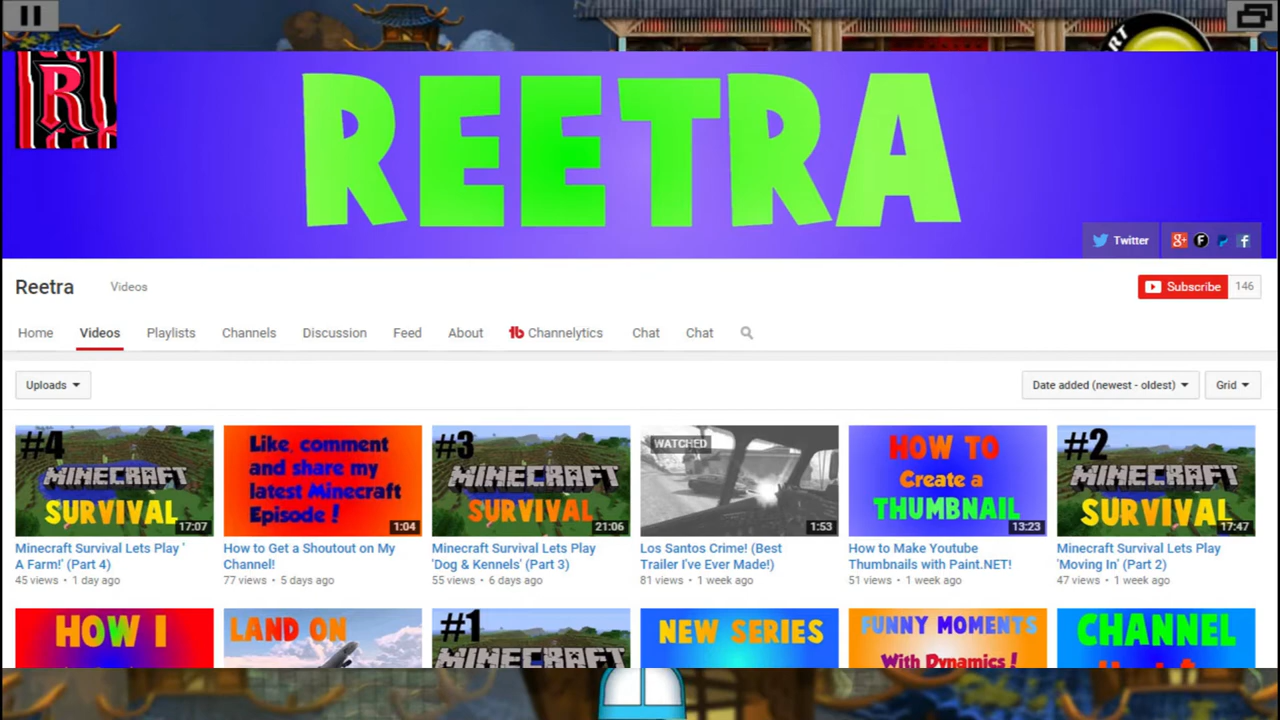 RT
R
REETRA
Twitter
g+ F f
Reetra
Videos
Subscribe 146
Home Videos Playlists Channels Discussion Feed About tb Channelytics Chat Chat
Uploads
Date added (newest - oldest)
Grid
#4
MINECRAFT
SURVIVAL
17:07
Minecraft Survival Lets Play '
A Farm!' (Part 4)
45 views • 1 day ago
Like, comment
and share my
latest Minecraft
Episode !
1:04
How to Get a Shoutout on My
Channel!
77 views • 5 days ago
#3
MINECRAFT
SURVIVAL
21:06
Minecraft Survival Lets Play
'Dog & Kennels' (Part 3)
55 views • 6 days ago
WATCHED
1:53
Los Santos Crime! (Best
Trailer I've Ever Made!)
81 views • 1 week ago
HOW TO
Create a
THUMBNAIL
13:23
How to Make Youtube
Thumbnails with Paint.NET!
51 views • 1 week ago
#2
MINECRAFT
SURVIVAL
17:47
Minecraft Survival Lets Play
'Moving In' (Part 2)
47 views • 1 week ago
HOW I
LAND ON
#1
MINECRAFT
NEW SERIES
FUNNY MOMENTS
With Dynamics!
CHANNEL